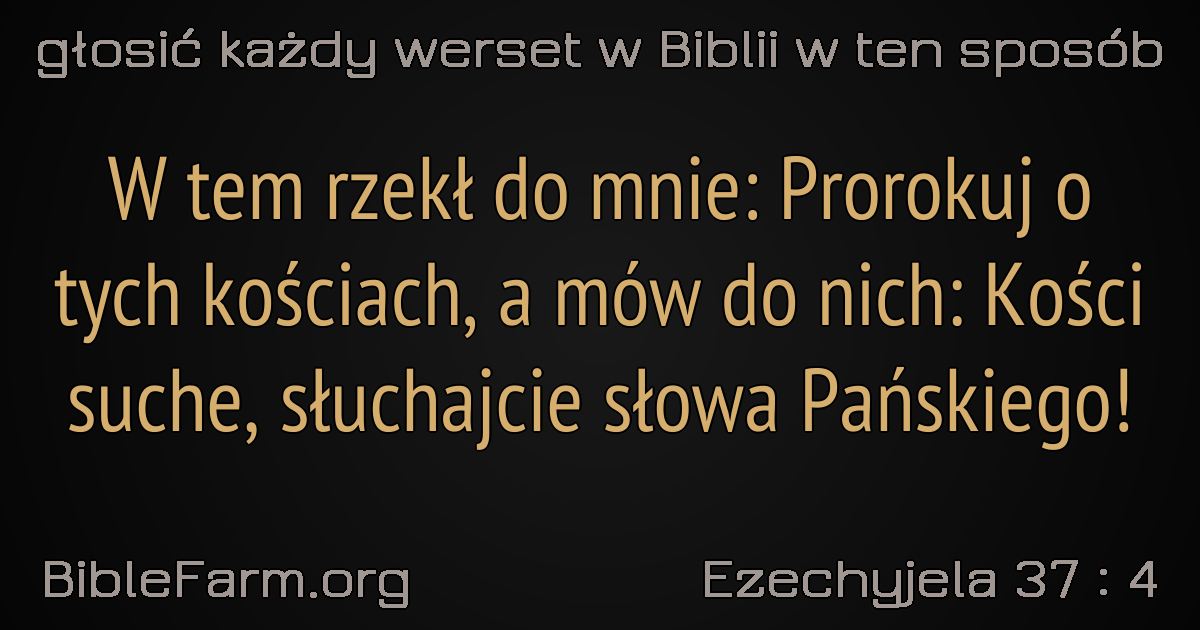 głosić każdy werset w Biblii w ten sposób
W tem rzekł do mnie: Prorokuj o
tych kościach, a mów do nich: Kości
suche, słuchajcie słowa Pańskiego!
BibleFarm.org
Ezechyjela 37 : 4